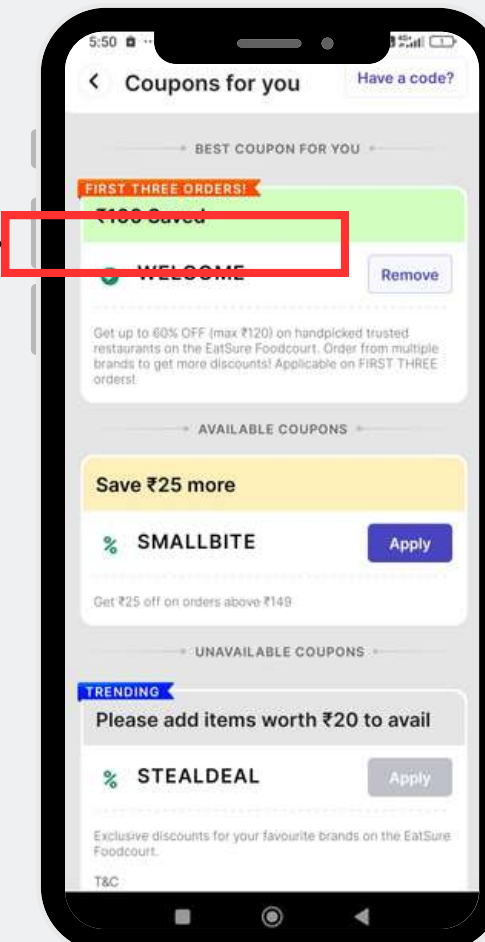 5:50
Coupons for you
Have a code?
BEST COUPON FOR YOU
FIRST THREE ORDERS!
Saved
WELCOME
Remove
Get up to 60% OFF (max ₹120) on handpicked trusted
restaurants on the EatSure Foodcourt. Order from multiple
brands to get more discounts! Applicable on FIRST THREE
orders!
AVAILABLE COUPONS
Save ₹25 more
% SMALLBITE
Apply
Get ₹25 off on orders above ₹149
UNAVAILABLE COUPONS
TRENDING
Please add items worth ₹20 to avail
% STEALDEAL
Apply
Exclusive discounts for your favourite brands on the EatSure
Foodcourt.
T&C